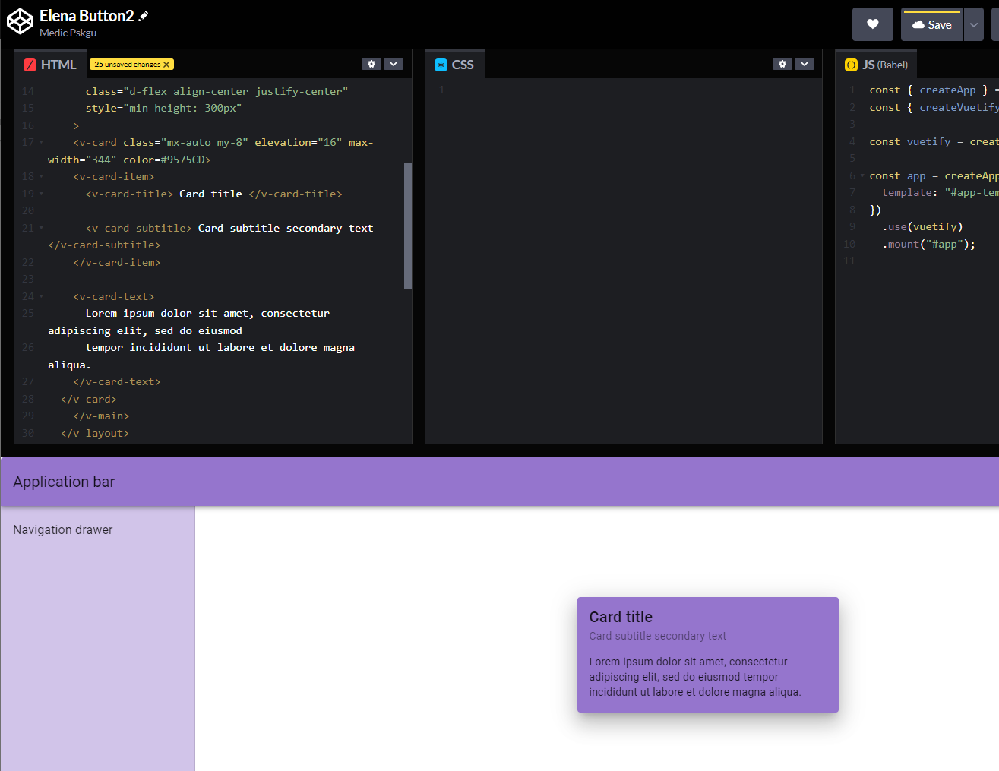 Elena Button2
Medic Pskgu
Save
HTML
25 unsaved changes
CSS
JS (Babel)
14 class="d-flex align-center justify-center"
15 style="min-height: 300px"
16 >
17 <v-card class="mx-auto my-8" elevation="16" max-
width="344" color=#9575CD>
18 <v-card-item>
19 <v-card-title> Card title </v-card-title>
20
21 <v-card-subtitle> Card subtitle secondary text
</v-card-subtitle>
22 </v-card-item>
23
24 <v-card-text>
25 Lorem ipsum dolor sit amet, consectetur
adipiscing elit, sed do eiusmod
26 tempor incididunt ut labore et dolore magna
aliqua.
27 </v-card-text>
28 </v-card>
29 </v-main>
30 </v-layout>
1
1 const { createApp } =
2 const { createVuetify
3
4 const vuetify = creat
5
6 const app = createApp
7 template: "#app-tem
8 })
9 .use(vuetify)
10 .mount("#app");
11
Application bar
Navigation drawer
Card title
Card subtitle secondary text
Lorem ipsum dolor sit amet, consectetur
adipiscing elit, sed do eiusmod tempor
incididunt ut labore et dolore magna aliqua.